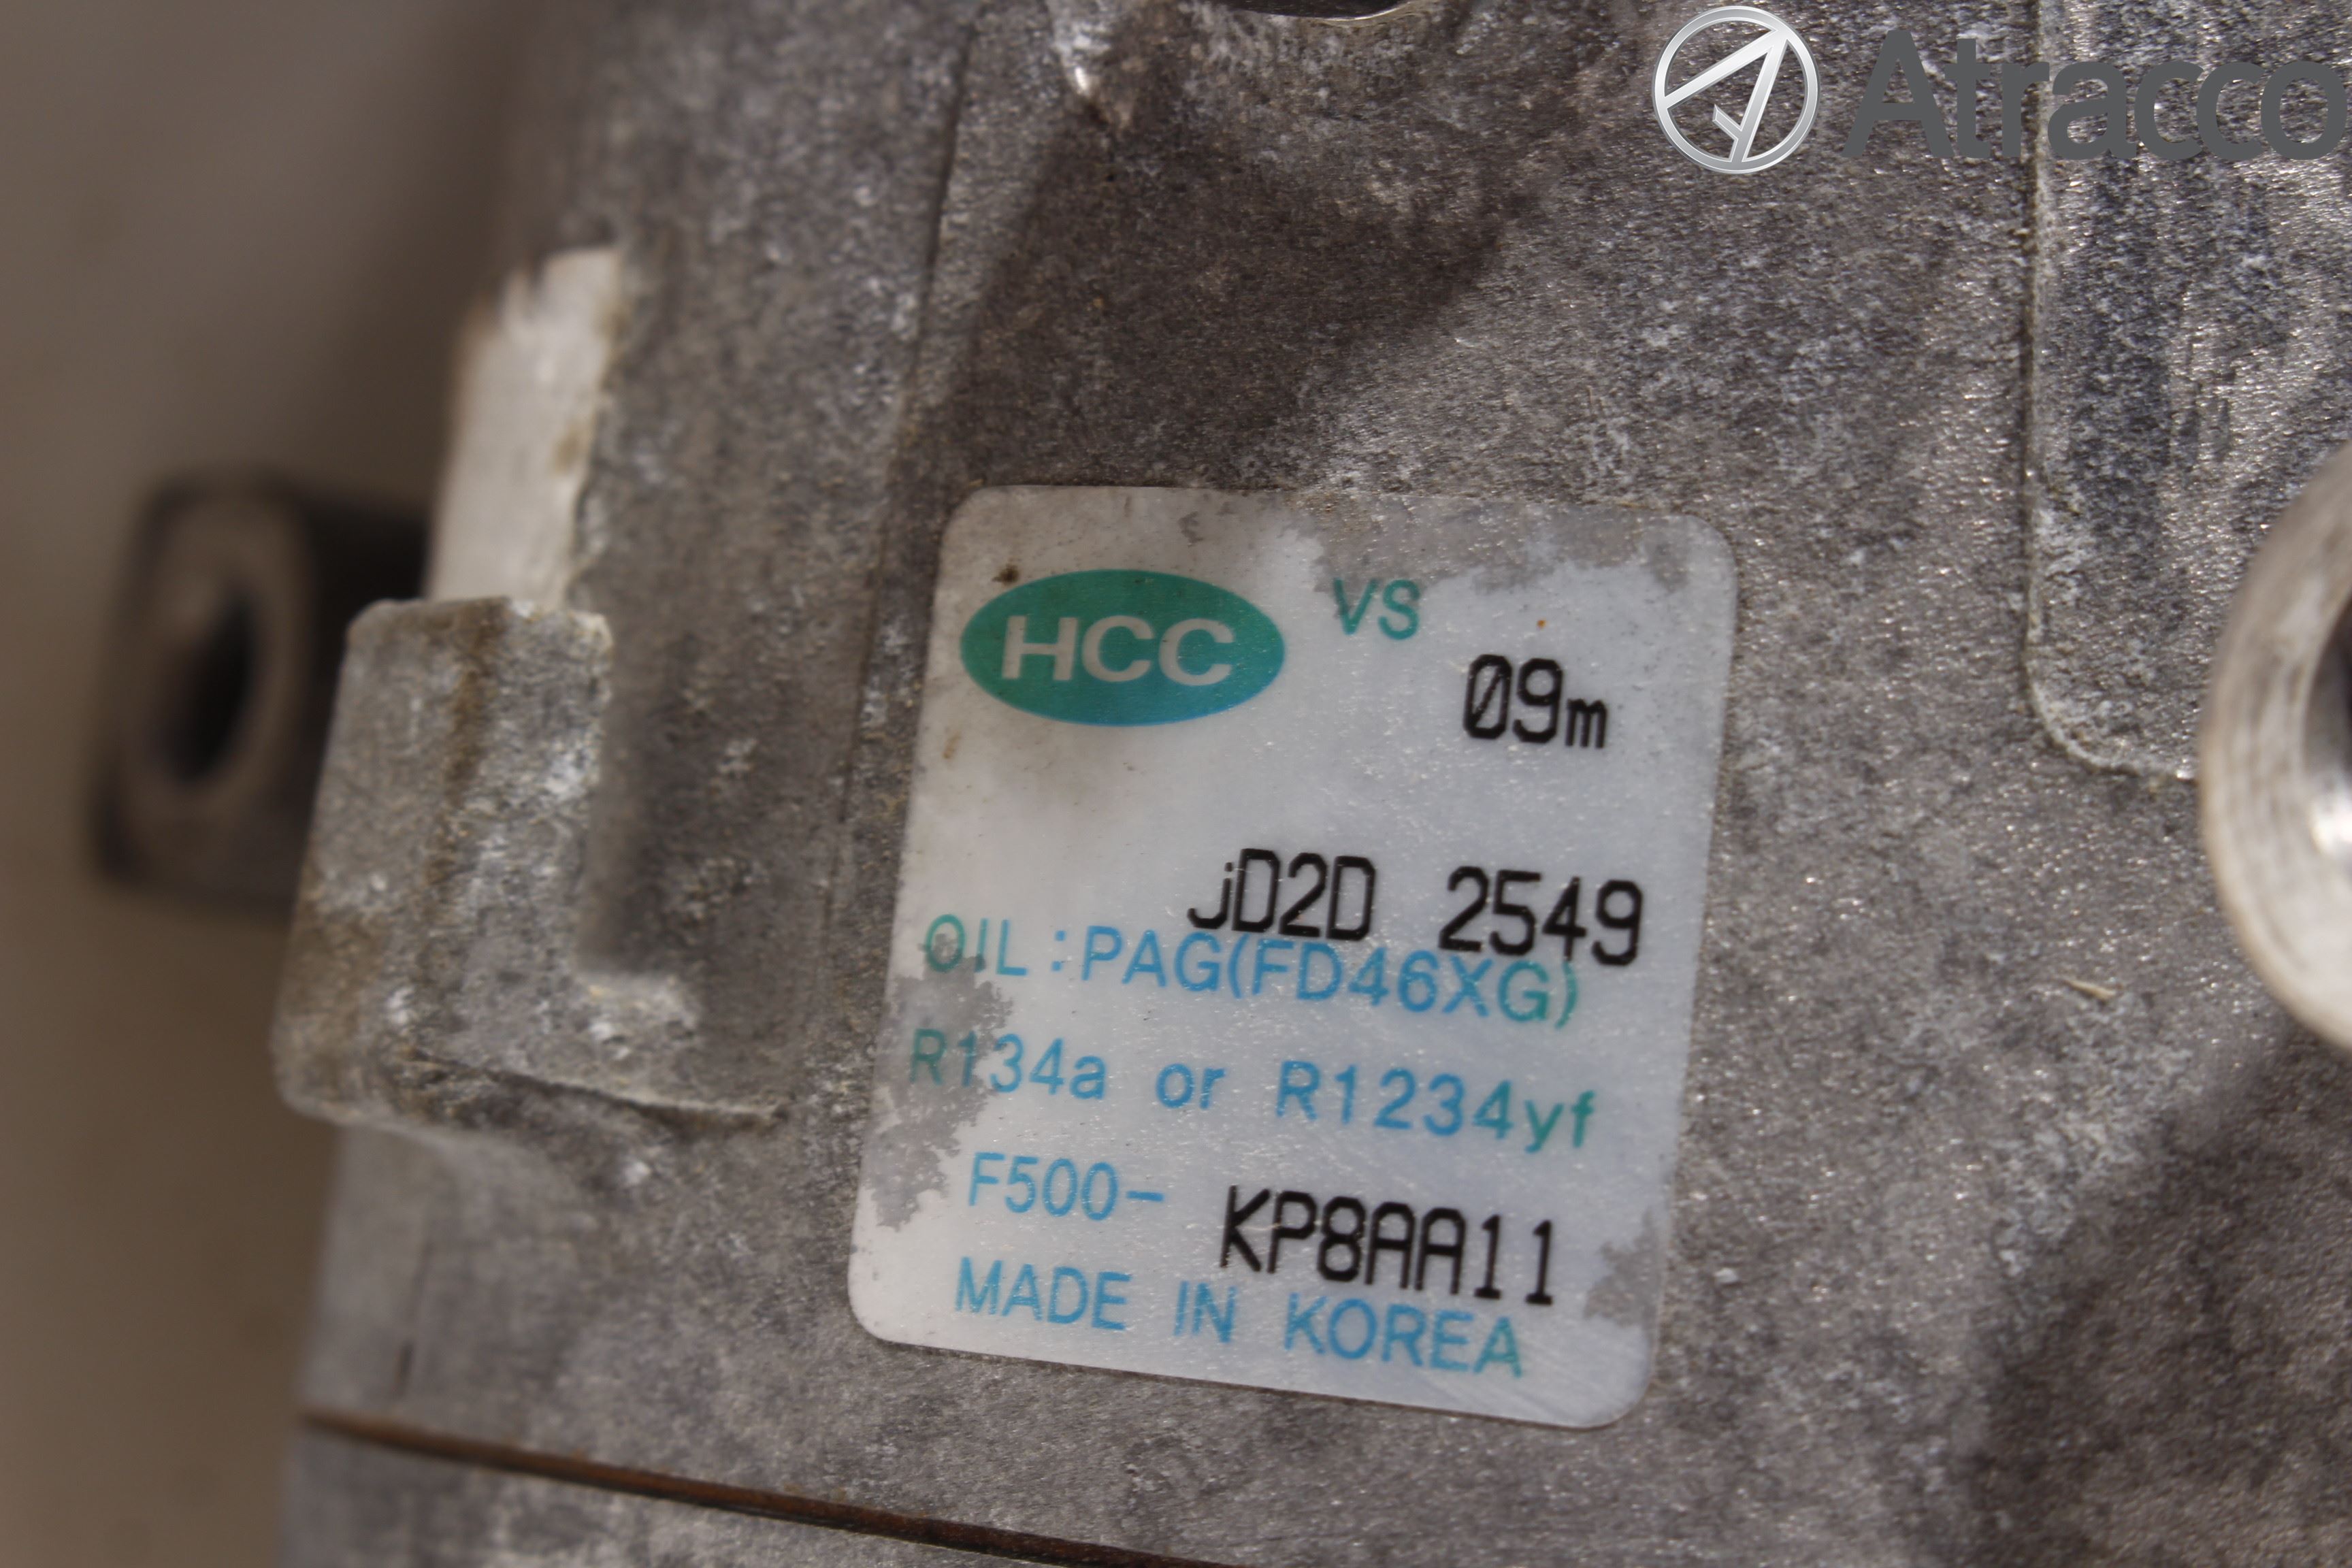 Atracco
HCC VS
09m
jD2D 2549
OIL:PAG(FD46XG)
R134a or R1234yf
F500- KP8AA11
MADE IN KOREA